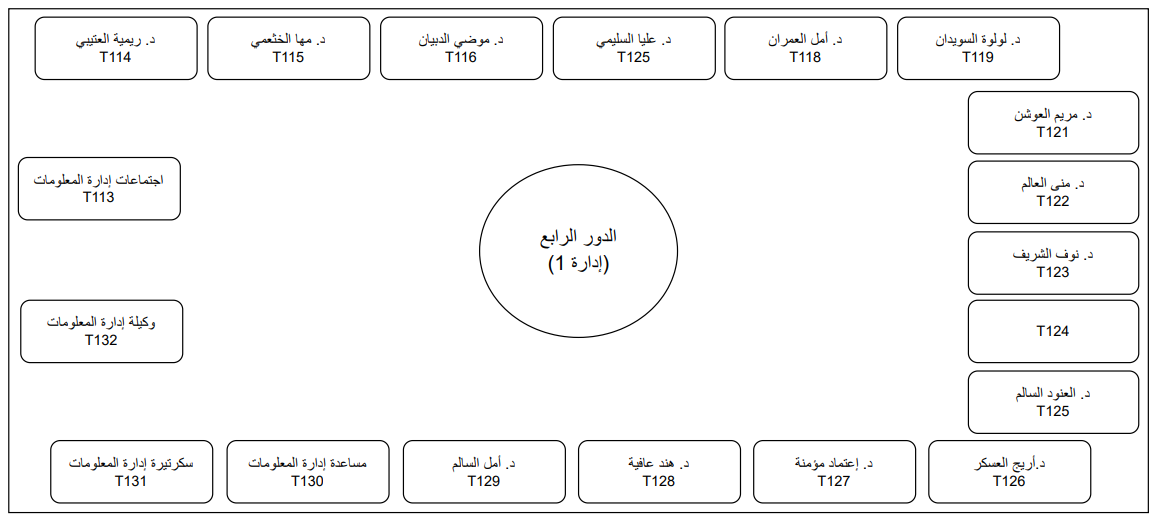 د. ريمية العتيبي
T114
د. مها الخثعمي
T115
د. موضي الدبيان
T116
د. عليا السليمي
T125
د. أمل العمران
T118
د. لولوة السويدان
T119
د. مريم العوشن
T121
د. منى العالم
T122
د. نوف الشريف
T123
T124
د. العنود السالم
T125
اجتماعات إدارة المعلومات
T113
الدور الرابع
(إدارة 1)
وكيلة إدارة المعلومات
T132
سكرتيرة إدارة المعلومات
T131
مساعدة إدارة المعلومات
T130
د. أمل السالم
T129
د. هند عافية
T128
د. إعتماد مؤمنة
T127
د.أريج العسكر
T126